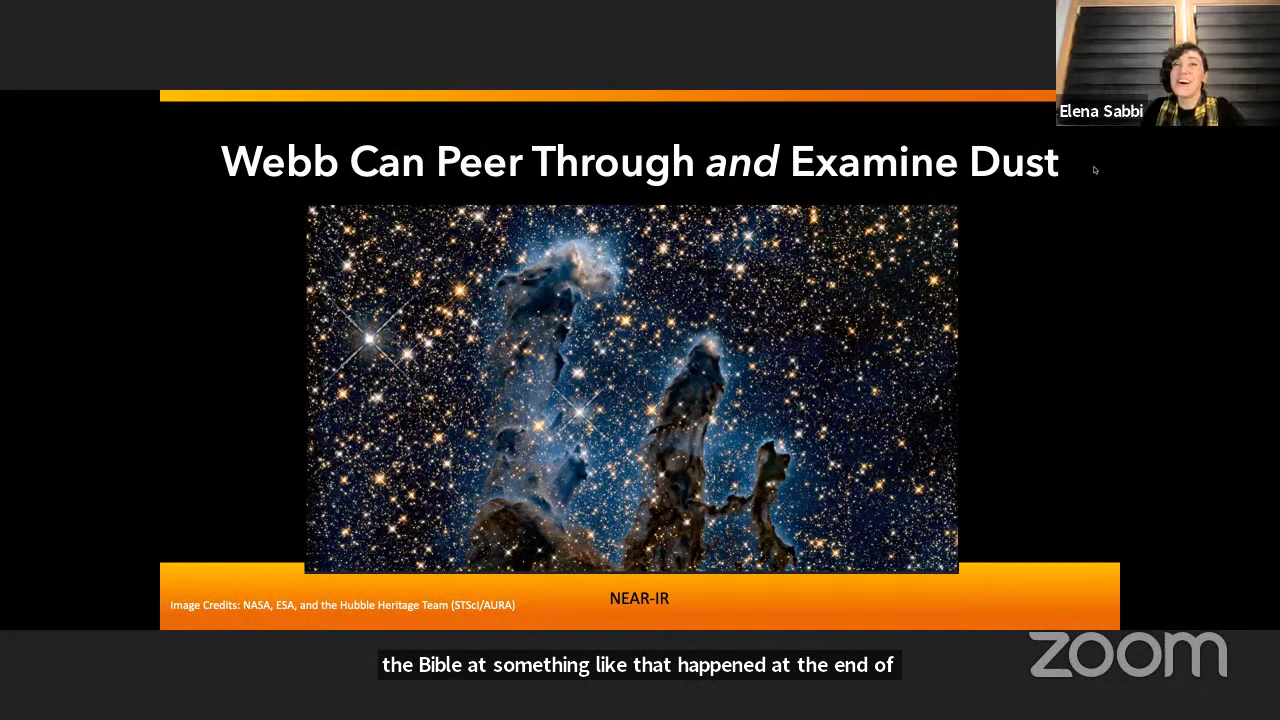 Elena Sabbi
Webb Can Peer Through and Examine Dust
Image Credits: NASA, ESA, and the Hubble Heritage Team (STScI/AURA)
NEAR-IR
zoom
the Bible at something like that happened at the end of